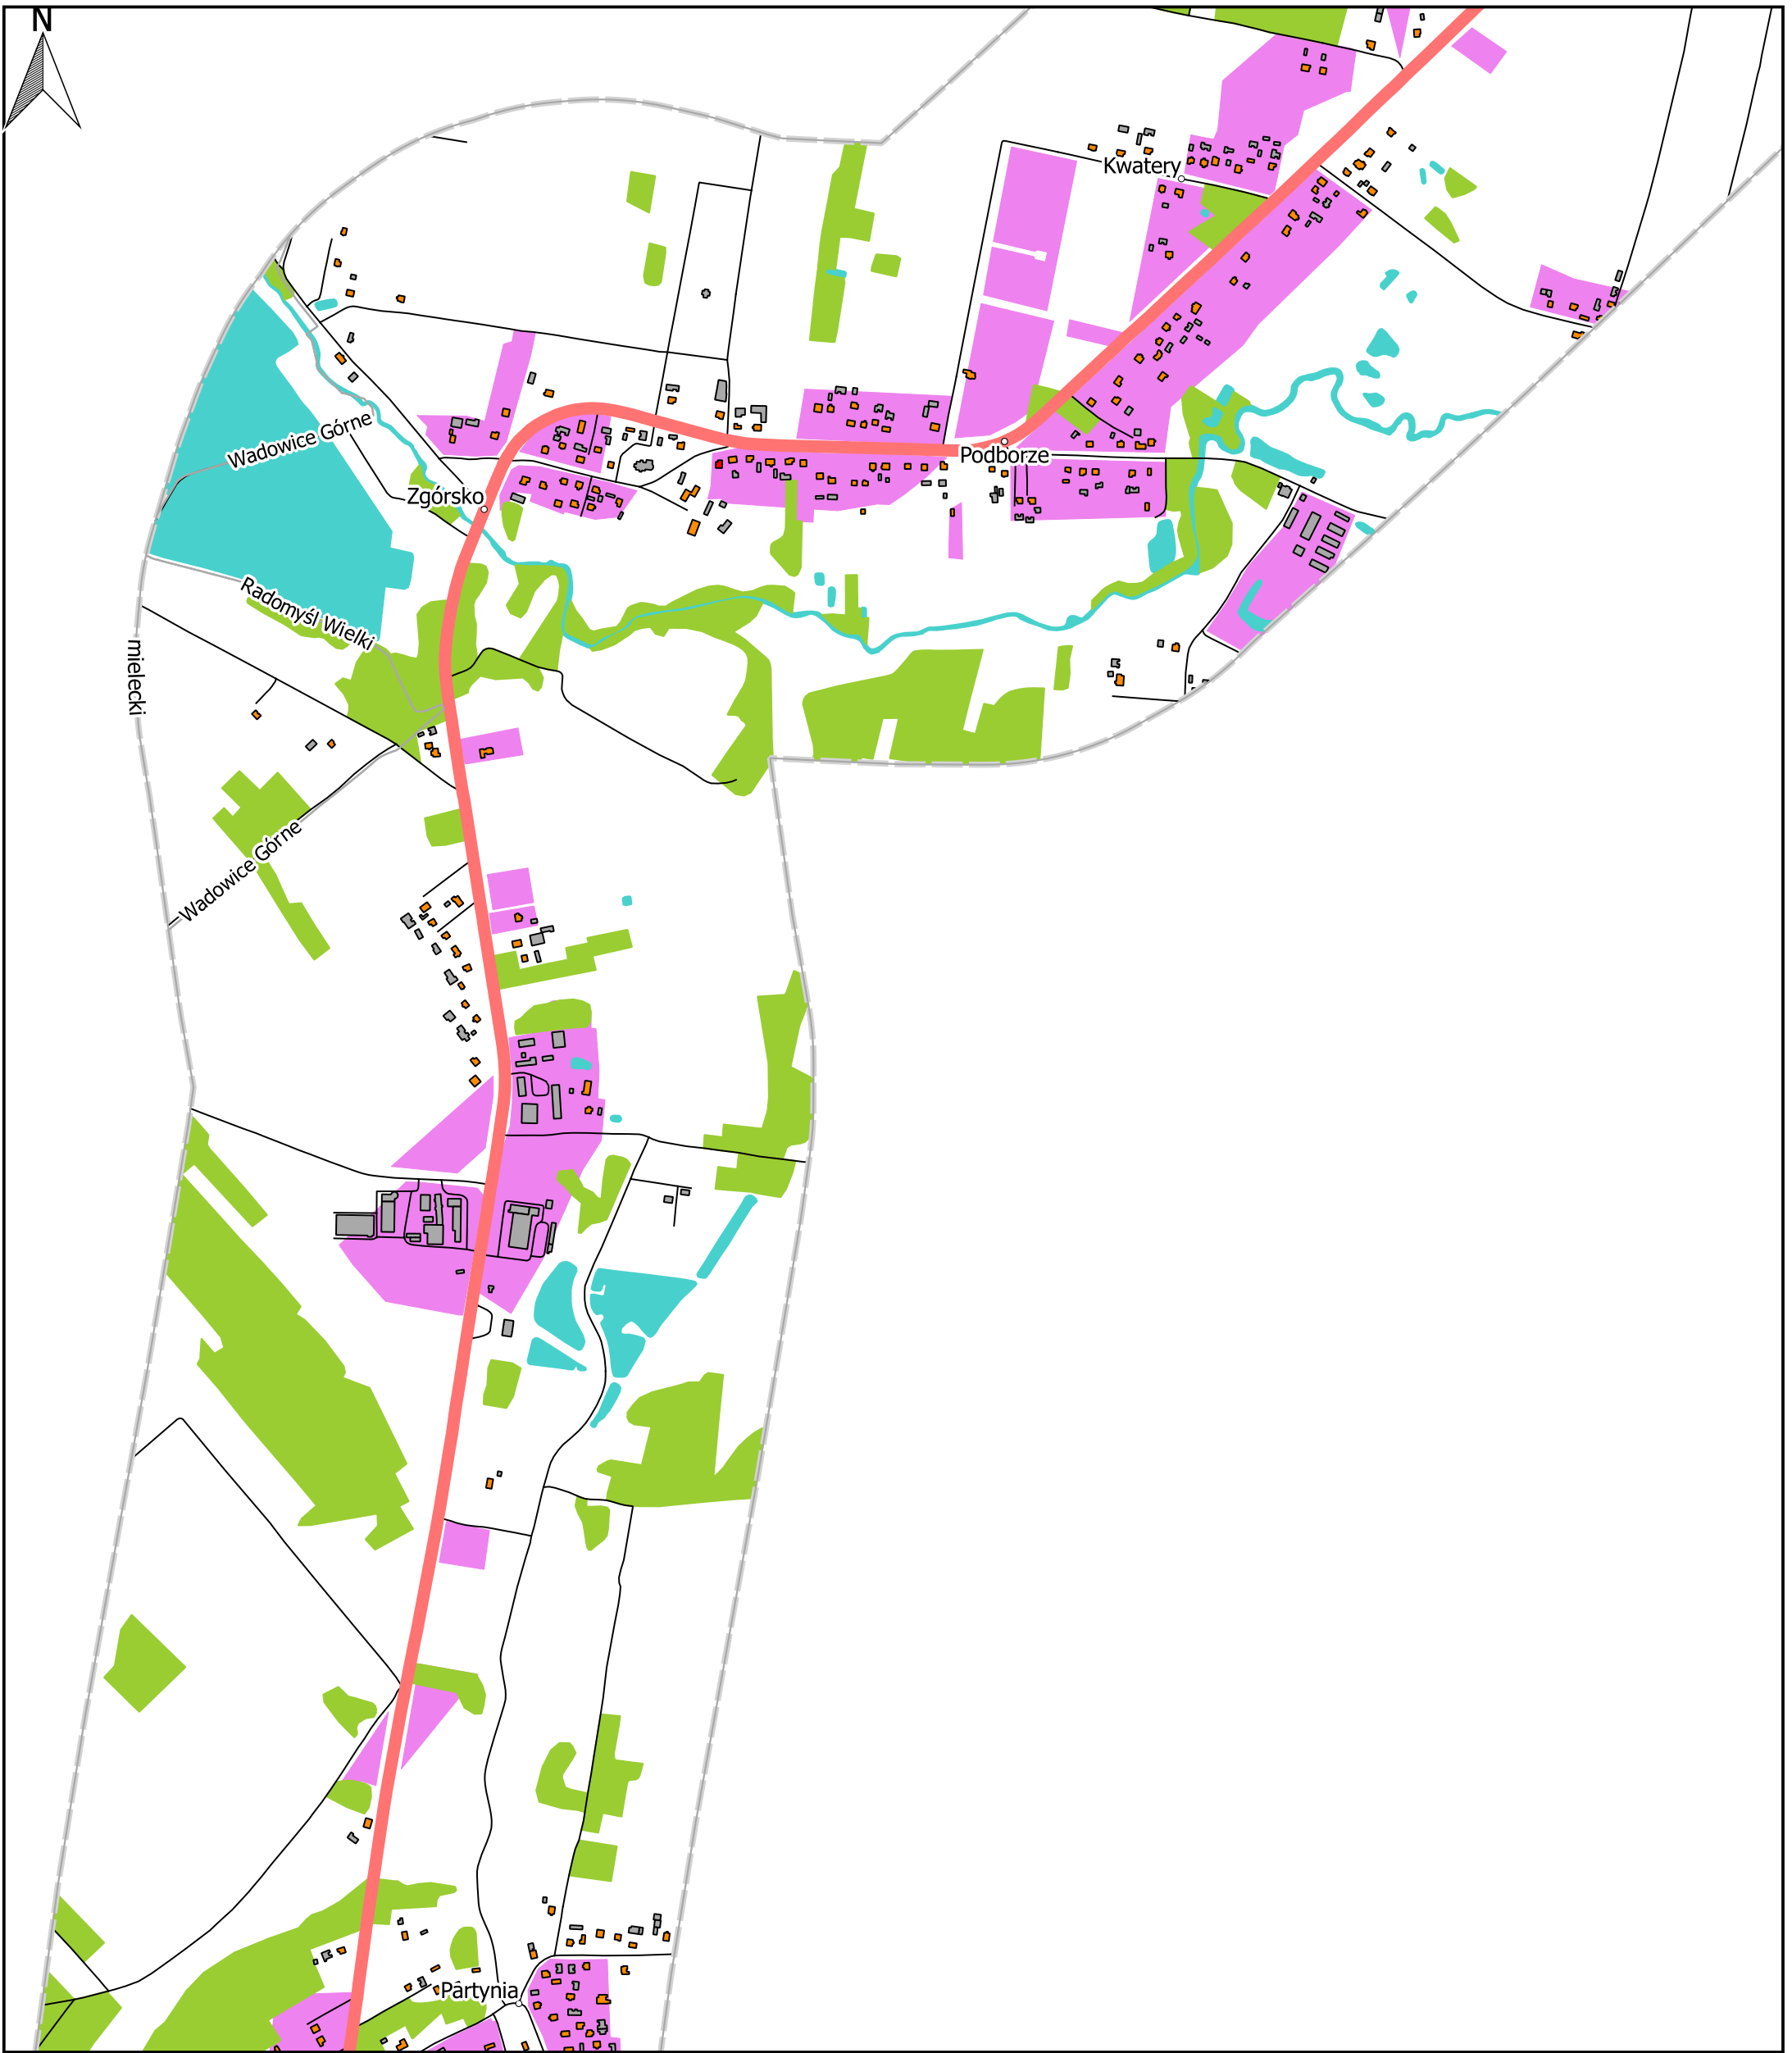 N
Kwatery
Wadowice Górne
Podborze
Zgórsko
Radomyśl Wielki
mielecki
Wadowice Górne
Partynia